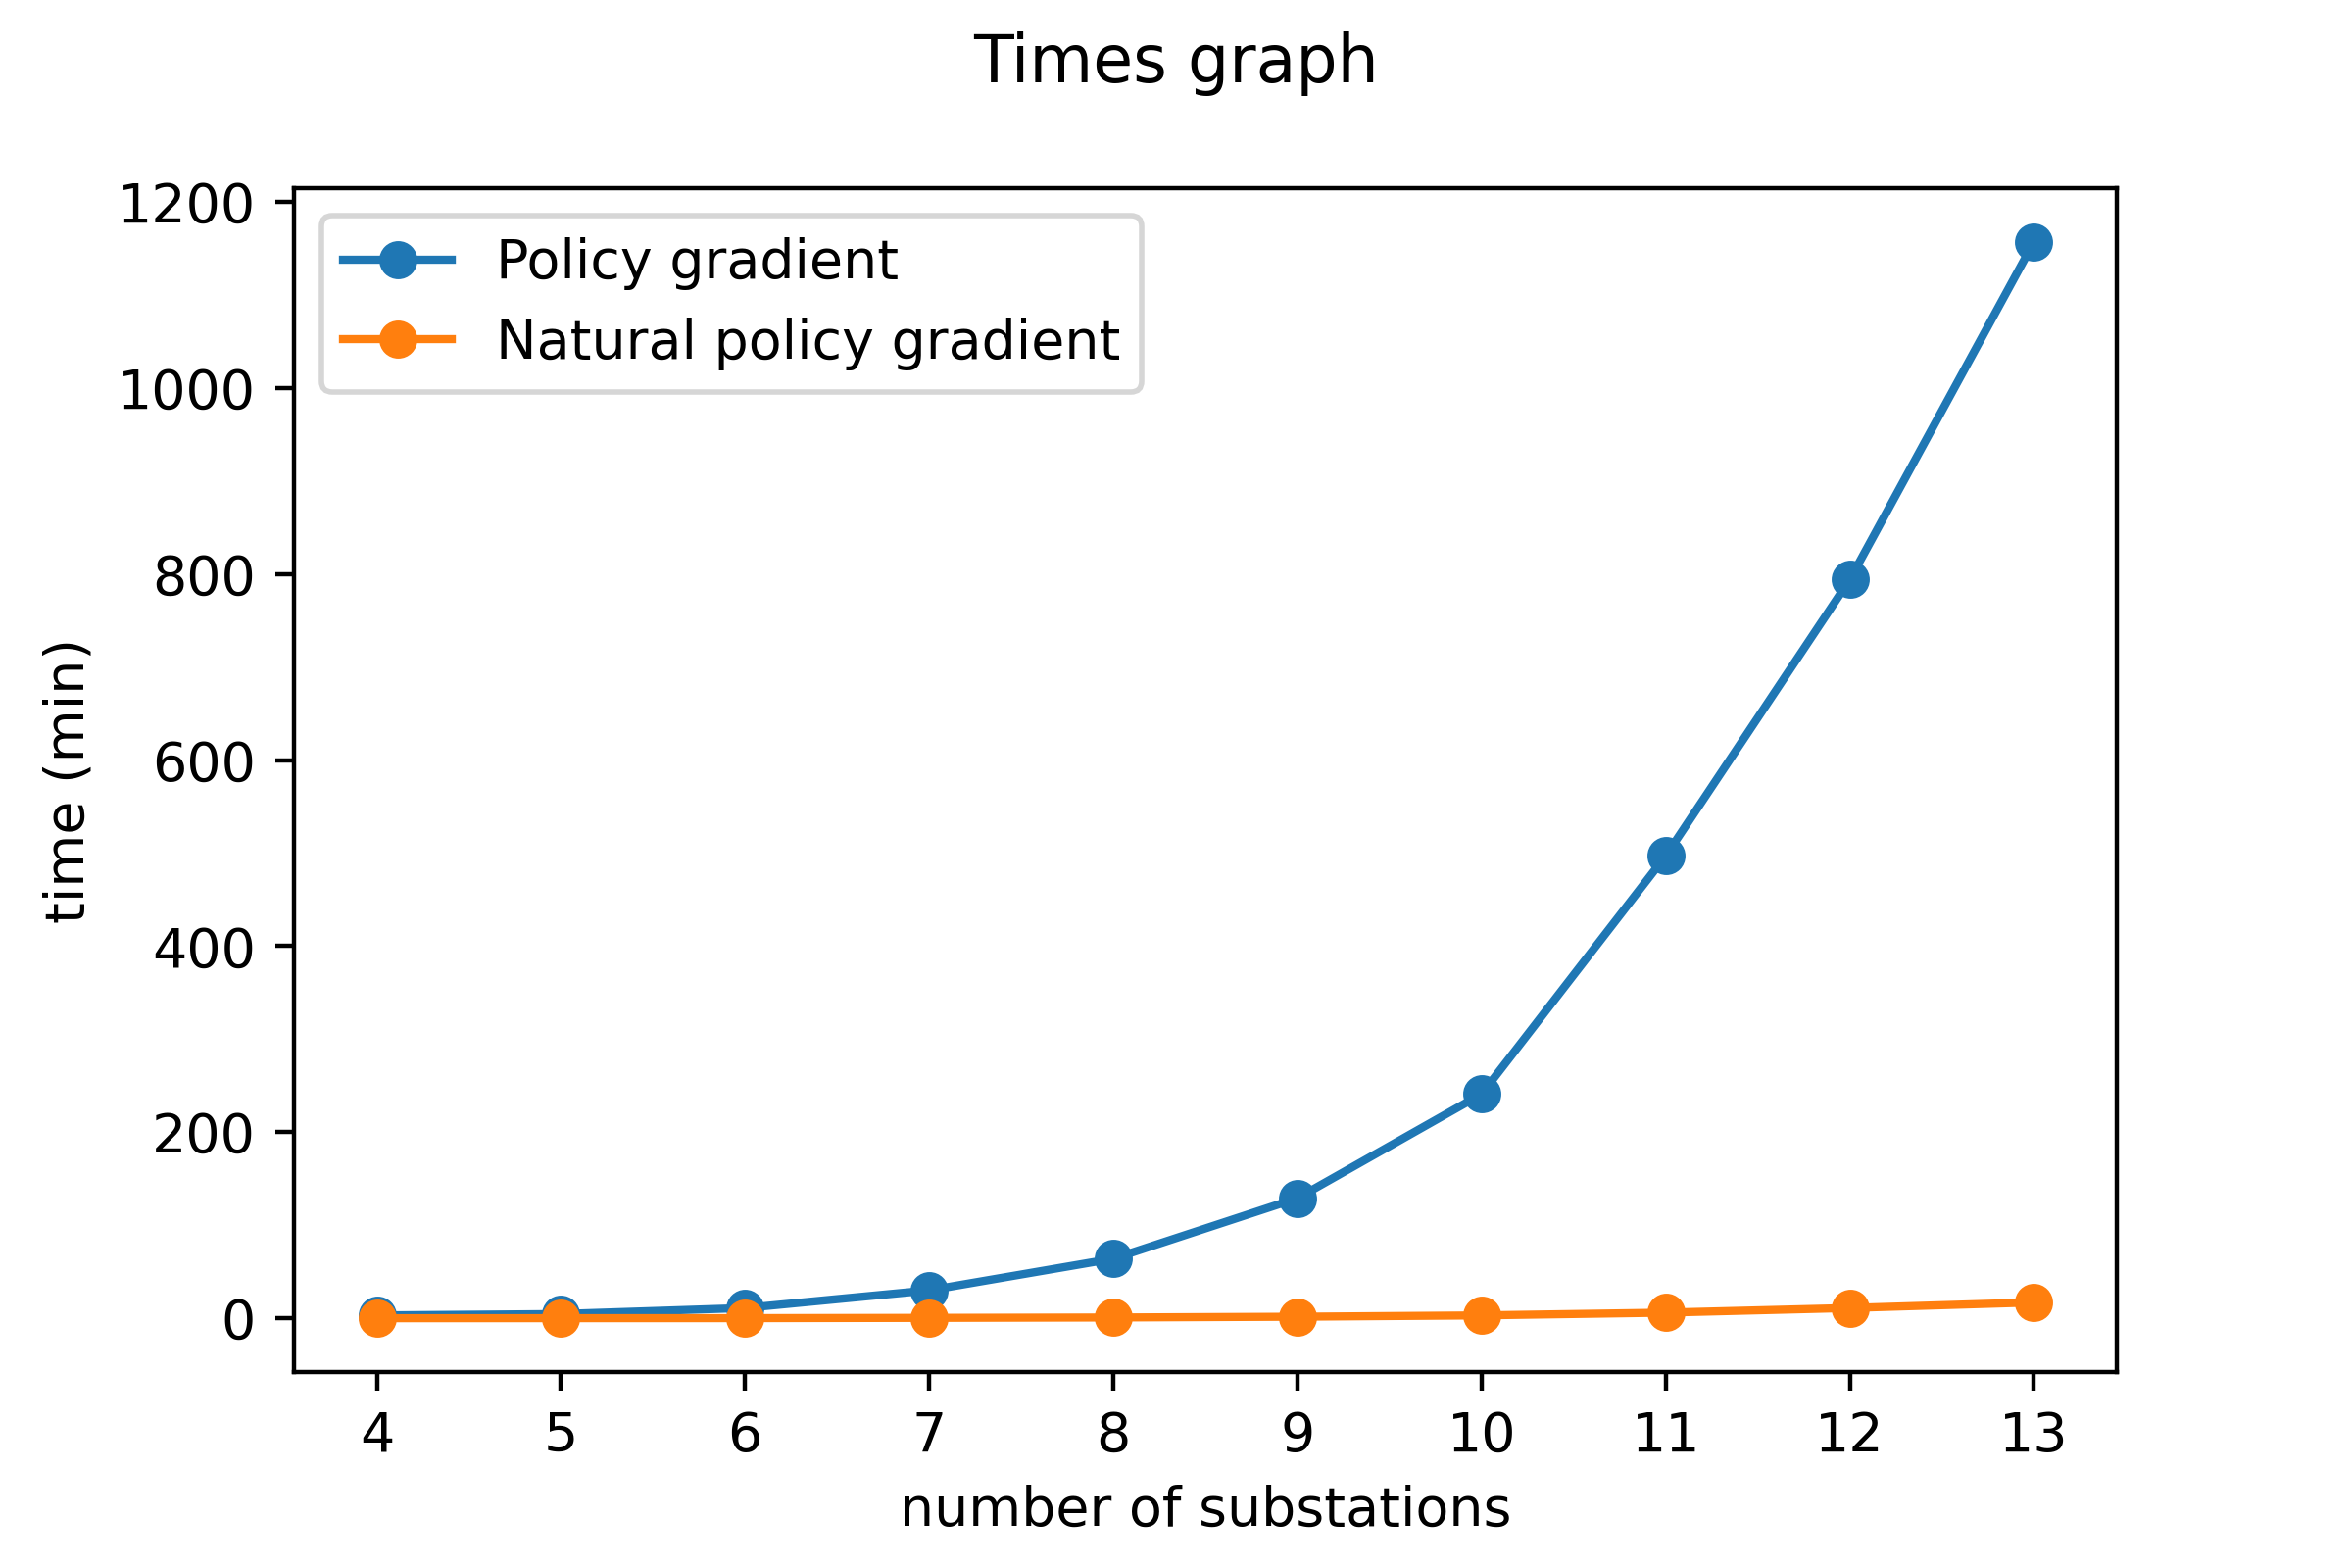 Times graph
1200
1000
800
600
400
200
0
time (min)
Policy gradient
Natural policy gradient
4 5 6 7 8 9 10 11 12 13
number of substations